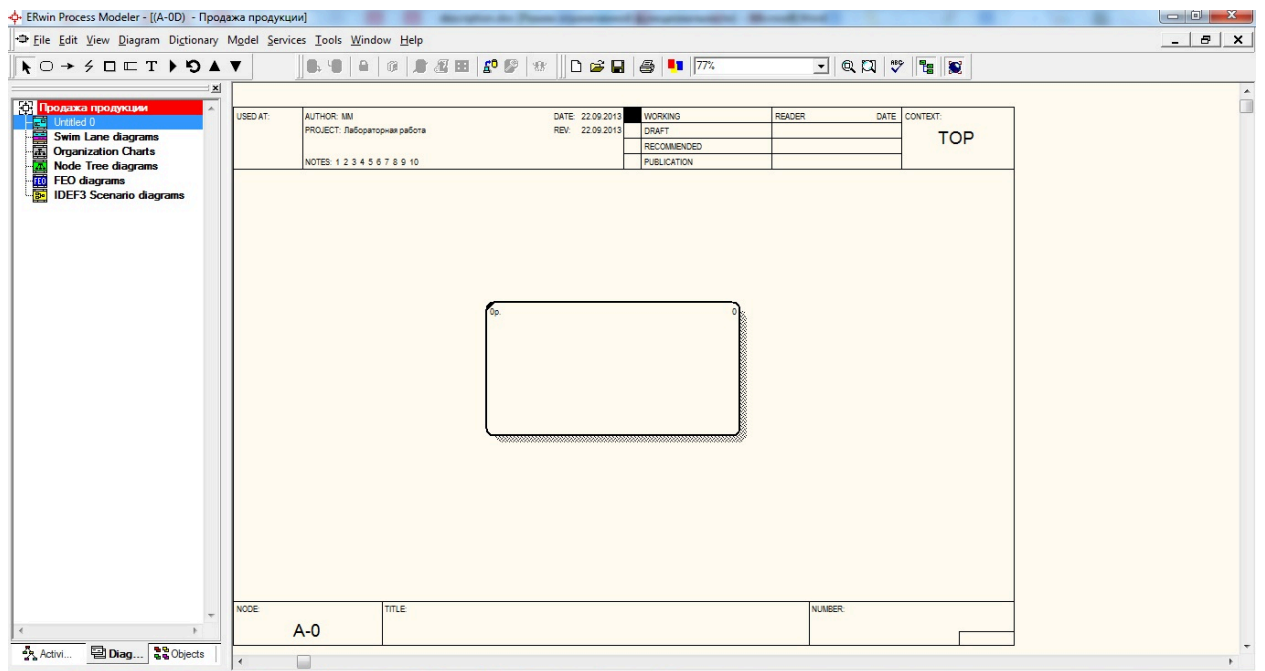 ERwin Process Modeler - [(A-0D) - Продажа продукции]
File Edit View Diagram Dictionary Model Services Tools Window Help
T 77% ABC
Продажа продукции
Untitled 0
Swim Lane diagrams
Organization Charts
Node Tree diagrams
FEO FEO diagrams
IDEF3 Scenario diagrams
Activi... Diag... Objects
USED AT: AUTHOR: MM DATE: 22.09.2013 WORKING READER DATE CONTEXT:
PROJECT: Лабораторная работа REV: 22.09.2013 DRAFT TOP
RECOMMENDED
NOTES: 1 2 3 4 5 6 7 8 9 10 PUBLICATION
0р. 0
NODE: TITLE: NUMBER:
A-0